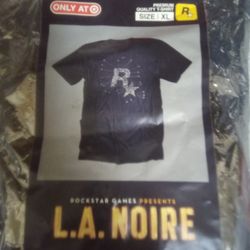 ONLY AT
PREMIUM
QUALITY T-SHIRT
SIZE: XL
R
R
ROCKSTAR GAMES PRESENTS
L.A. NOIRE